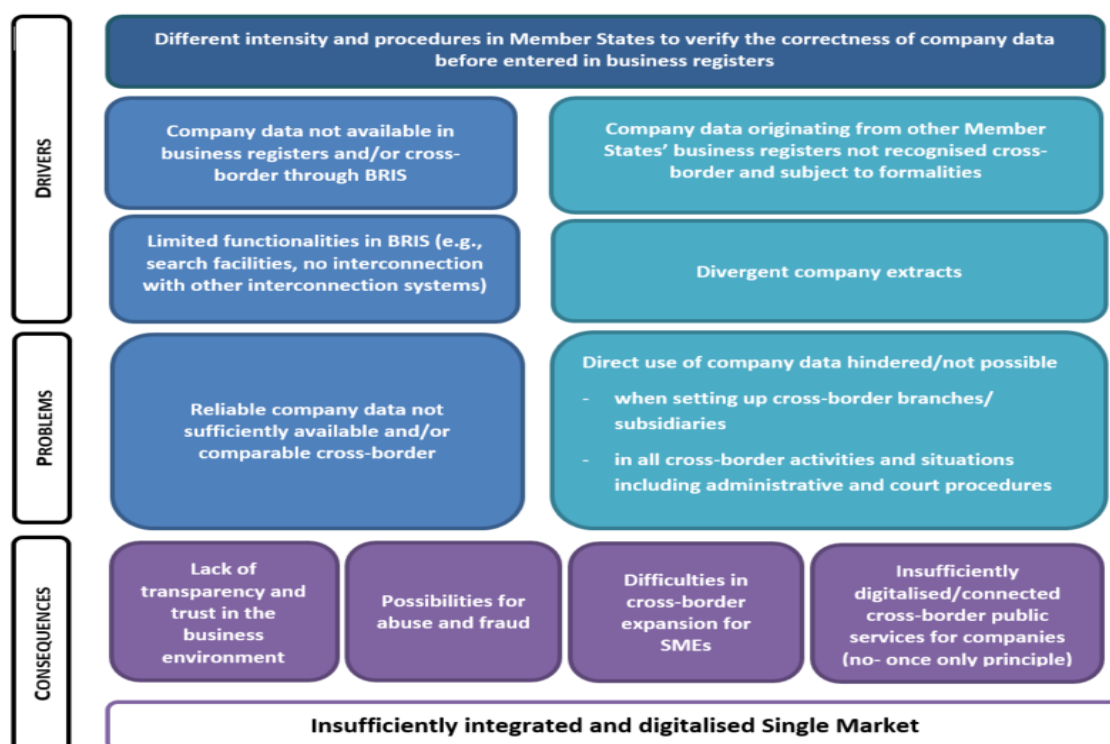 DRIVERS
Different intensity and procedures in Member States to verify the correctness of company data
before entered in business registers
Company data not available in
business registers and/or cross-
border through BRIS
Company data originating from other Member
States' business registers not recognised cross-
border and subject to formalities
Limited functionalities in BRIS (e.g.,
search facilities, no interconnection
with other interconnection systems)
Divergent company extracts
PROBLEMS
Reliable company data not
sufficiently available and/or
comparable cross-border
Direct use of company data hindered/not possible
- when setting up cross-border branches/
subsidiaries
- in all cross-border activities and situations
including administrative and court procedures
CONSEQUENCES
Lack of
transparency and
trust in the
business
environment
Possibilities for
abuse and fraud
Difficulties in
cross-border
expansion for
SMEs
Insufficiently
digitalised/connected
cross-border public
services for companies
(no- once only principle)
Insufficiently integrated and digitalised Single Market